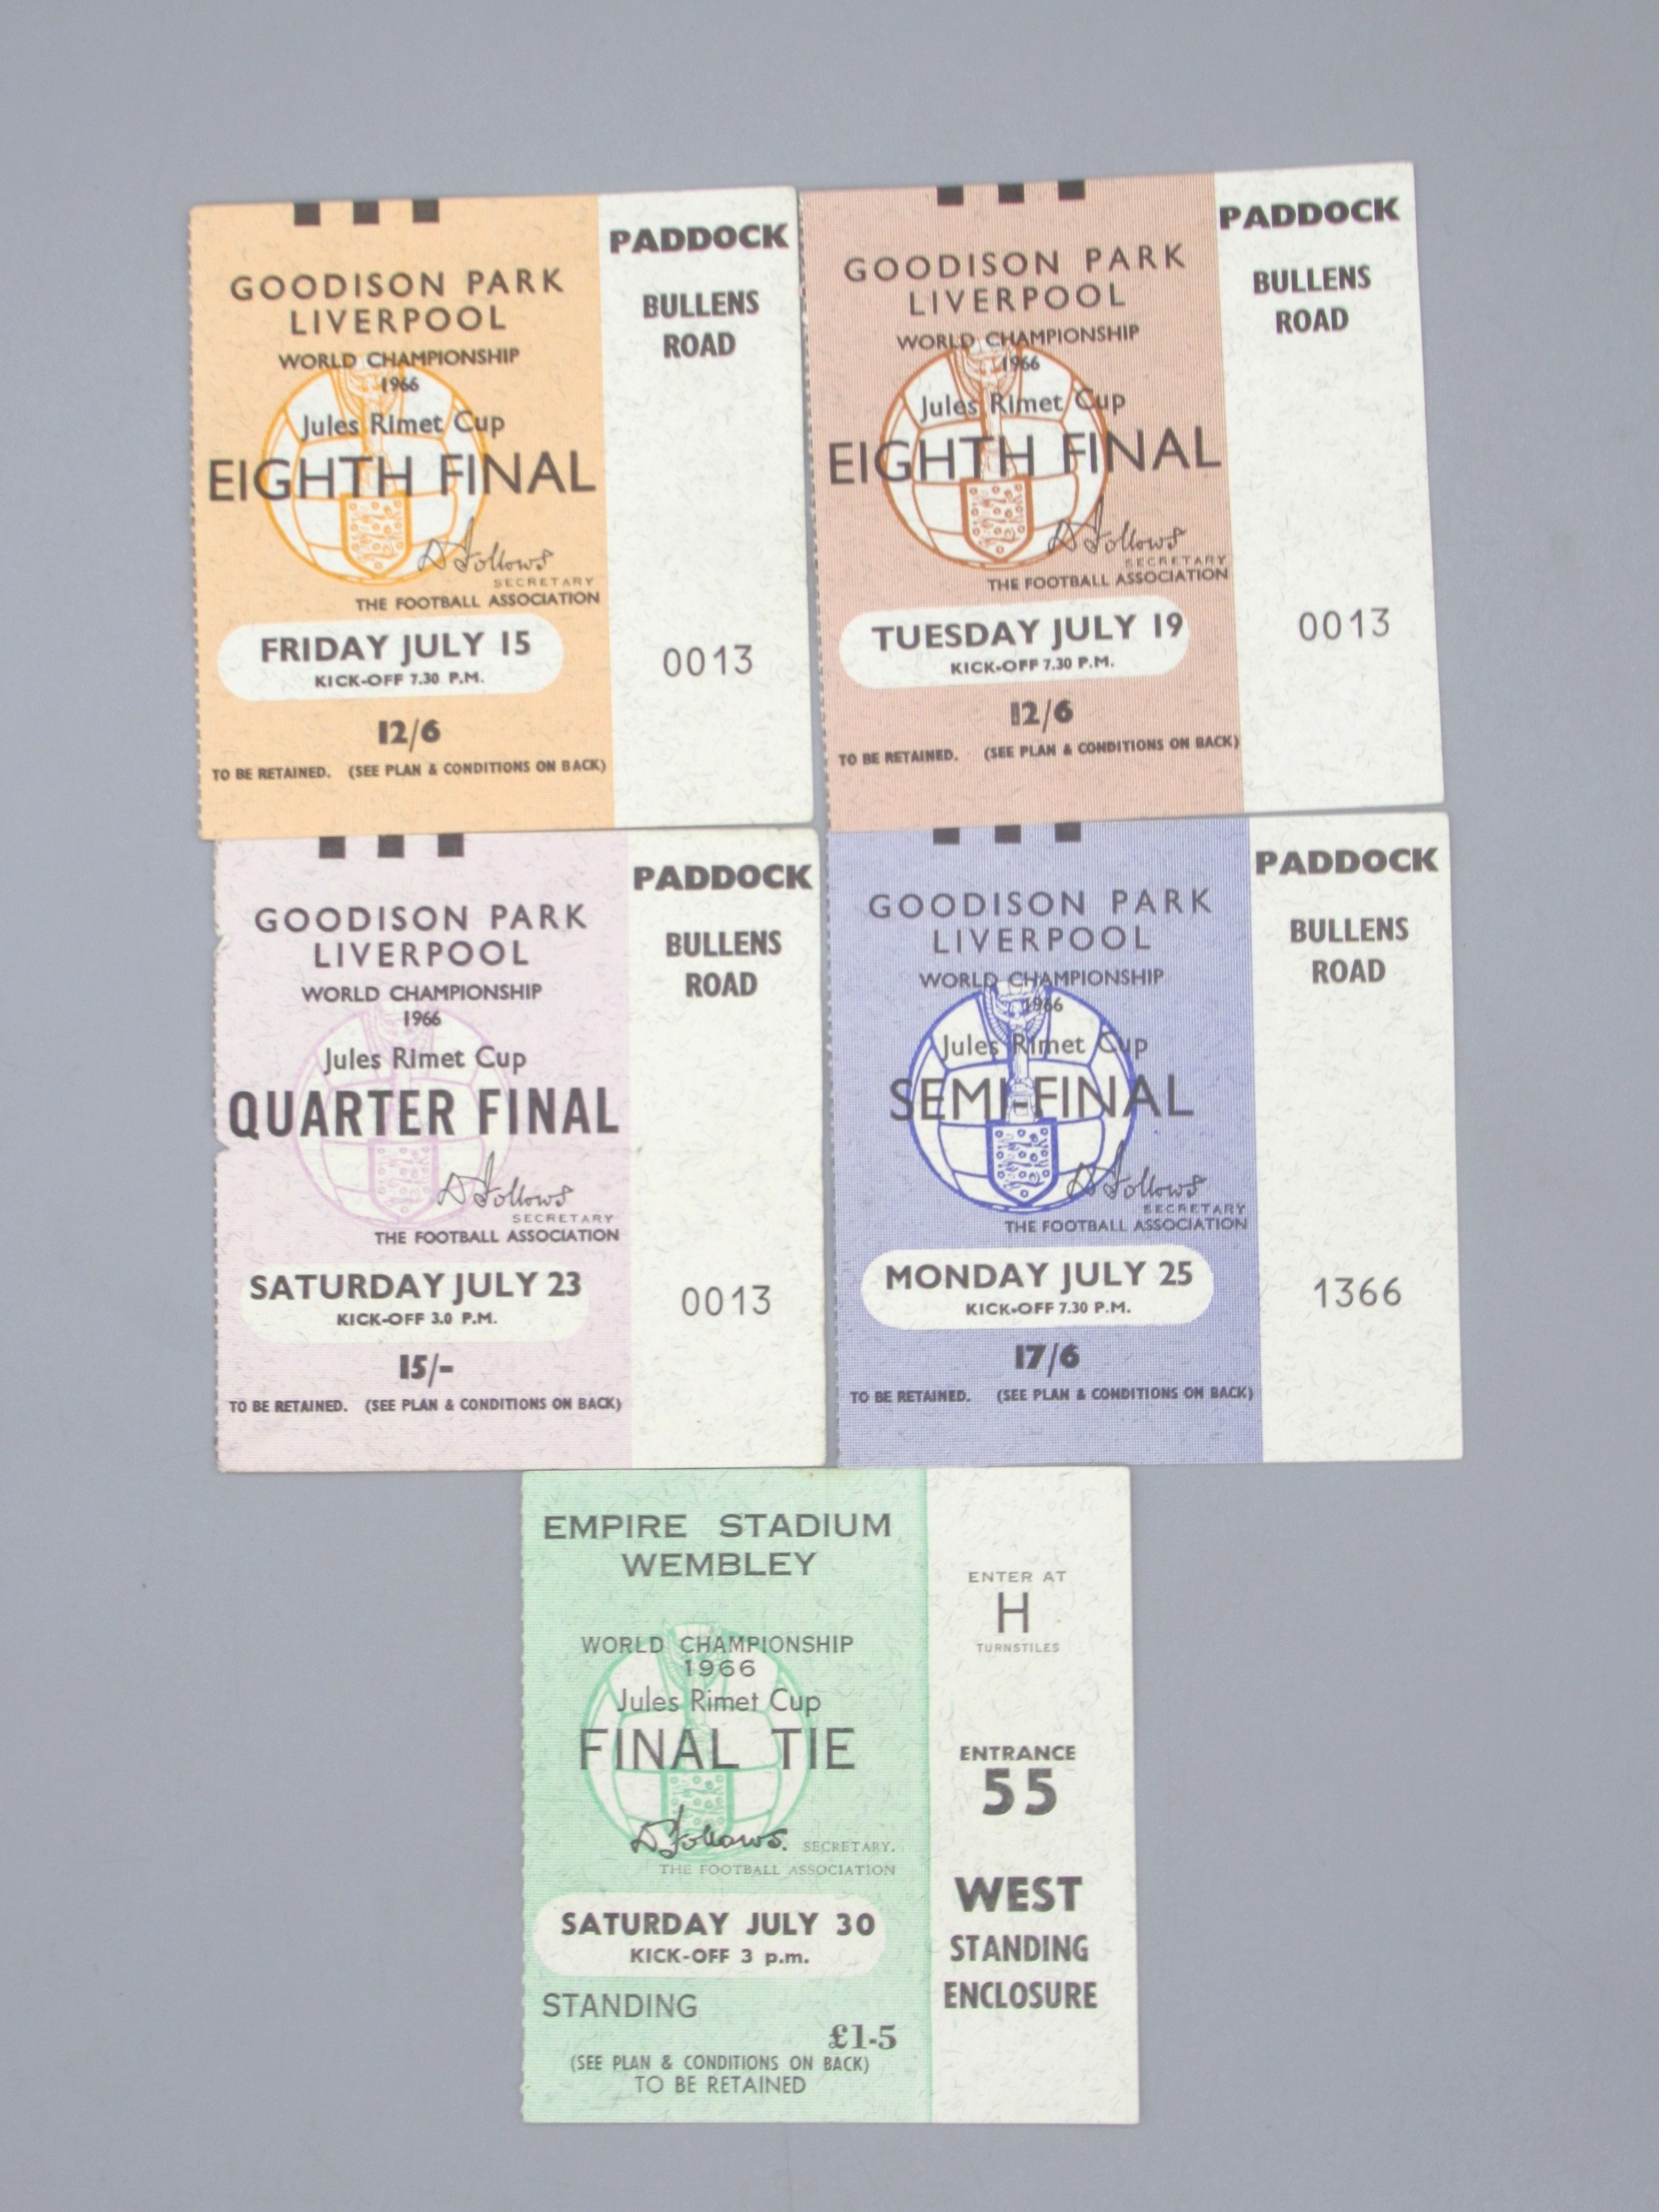 GOODISON PARK
LIVERPOOL
WORLD CHAMPIONSHIP
1966
Jules Rimet Cup
EIGHTH FINAL
D Follows
SECRETARY
THE FOOTBALL ASSOCIATION
FRIDAY JULY 15
KICK-OFF 7.30 P.M.
12/6
TO BE RETAINED. (SEE PLAN & CONDITIONS ON BACK)
PADDOCK
BULLENS
ROAD
0013
GOODISON PARK
LIVERPOOL
WORLD CHAMPIONSHIP
1966
Jules Rimet Cup
EIGHTH FINAL
D Follows
SECRETARY
THE FOOTBALL ASSOCIATION
TUESDAY JULY 19
KICK-OFF 7.30 P.M.
12/6
TO BE RETAINED. (SEE PLAN & CONDITIONS ON BACK)
PADDOCK
BULLENS
ROAD
0013
GOODISON PARK
LIVERPOOL
WORLD CHAMPIONSHIP
1966
Jules Rimet Cup
QUARTER FINAL
D Follows
SECRETARY
THE FOOTBALL ASSOCIATION
SATURDAY JULY 23
KICK-OFF 3.0 P.M.
15/-
TO BE RETAINED. (SEE PLAN & CONDITIONS ON BACK)
PADDOCK
BULLENS
ROAD
0013
GOODISON PARK
LIVERPOOL
WORLD CHAMPIONSHIP
1966
Jules Rimet Cup
SEMI-FINAL
D Follows
SECRETARY
THE FOOTBALL ASSOCIATION
MONDAY JULY 25
KICK-OFF 7.30 P.M.
17/6
TO BE RETAINED. (SEE PLAN & CONDITIONS ON BACK)
PADDOCK
BULLENS
ROAD
1366
EMPIRE STADIUM
WEMBLEY
WORLD CHAMPIONSHIP
1966
Jules Rimet Cup
FINAL TIE
D Follows. SECRETARY.
THE FOOTBALL ASSOCIATION
SATURDAY JULY 30
KICK-OFF 3 p.m.
STANDING
£1-5
(SEE PLAN & CONDITIONS ON BACK)
TO BE RETAINED
ENTER AT
H
TURNSTILES
ENTRANCE
55
WEST
STANDING
ENCLOSURE